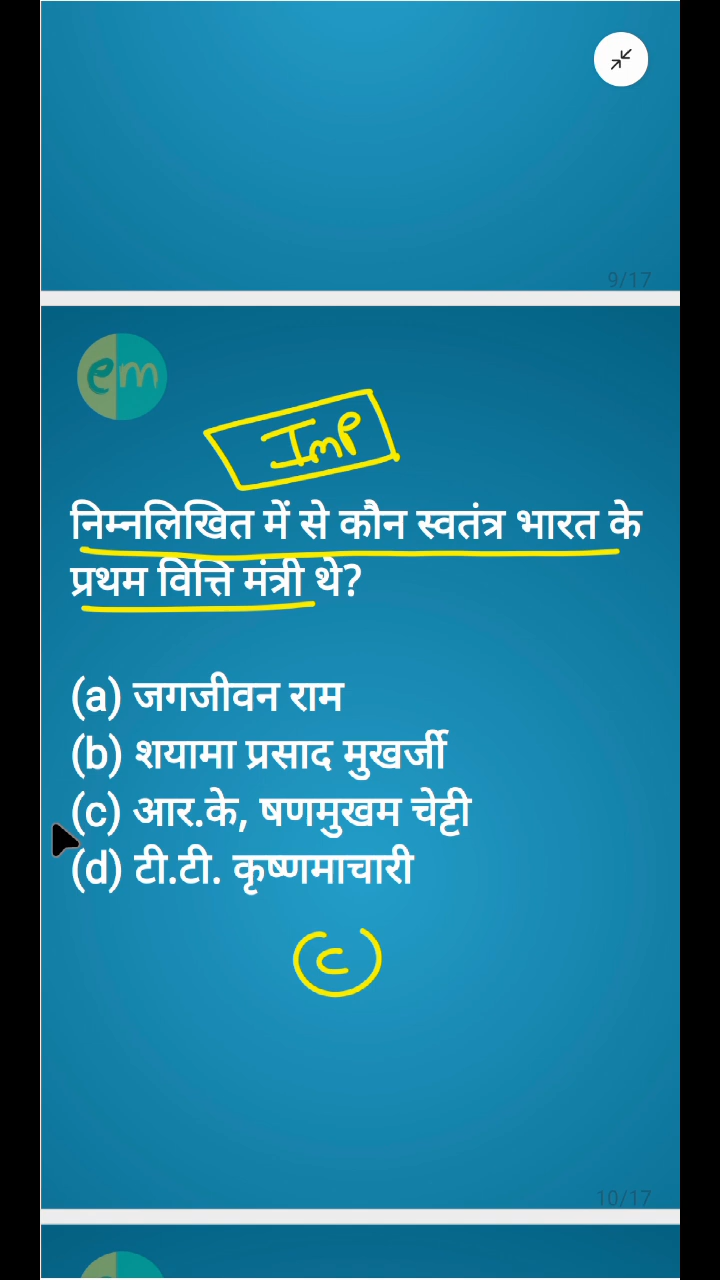 9/17
em
Imp
निम्नलिखित में से कौन स्वतंत्र भारत के
प्रथम वित्ति मंत्री थे?
(a) जगजीवन राम
(b) शयामा प्रसाद मुखर्जी
(c) आर.के, षणमुखम चेट्टी
(d) टी.टी. कृष्णमाचारी
C
10/17